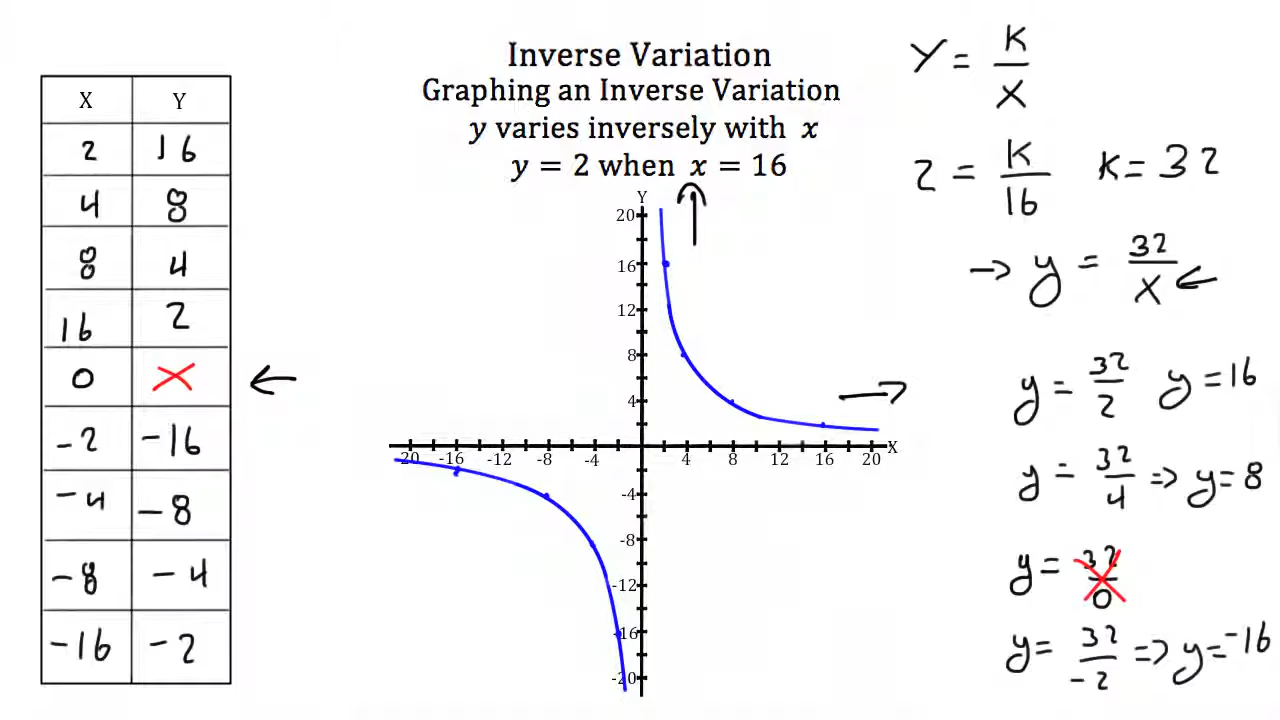 Inverse Variation
Graphing an Inverse Variation
y varies inversely with x
y = 2 when x = 16
X Y
2 16
4 8
8 4
16 2
0 ×
-2 -16
-4 -8
-8 -4
-16 -2
Y
20
16
12
8
4
-20 -16 -12 -8 -4 4 8 12 16 20 X
-4
-8
-12
-16
-20
Y = K/X
2 = K/16 K = 32
→ y = 32/X ←
y = 32/2 y = 16
y = 32/4 ⇒ y = 8
y = 32/0
y = 32/-2 ⇒ y = -16